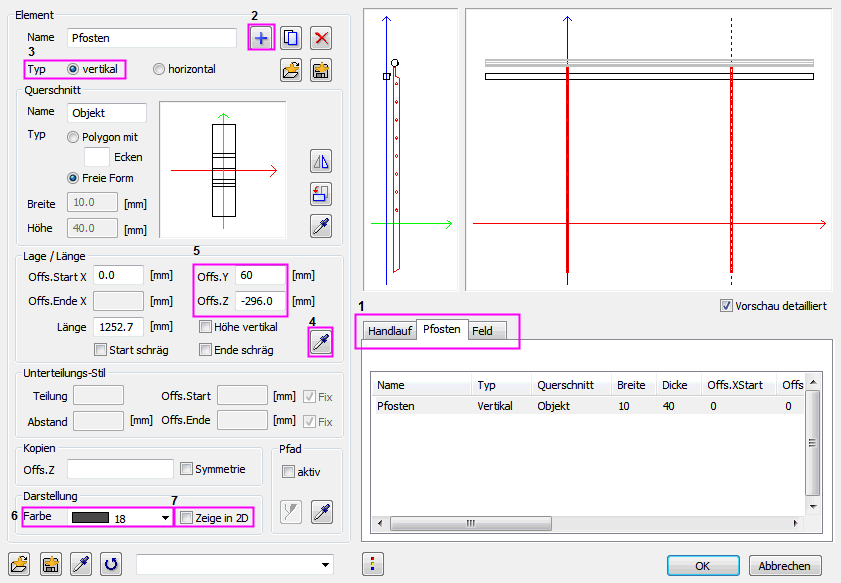 Element
2
Name Pfosten
3
Typ vertikal horizontal
Querschnitt
Name Objekt
Typ Polygon mit
Ecken
Freie Form
Breite 10.0 [mm]
Höhe 40.0 [mm]
5
Lage / Länge
Offs.Start X 0.0 [mm] Offs.Y 60 [mm]
Offs.Ende X [mm] Offs.Z -296.0 [mm]
4
Länge 1252.7 [mm] Höhe vertikal
Start schräg Ende schräg
Unterteilungs-Stil
Teilung Offs.Start [mm] Fix
Abstand [mm] Offs.Ende [mm] Fix
Kopien
Offs.Z Symmetrie
Pfad
aktiv
Darstellung
7
6 Farbe 18 Zeige in 2D
Vorschau detailliert
1
Handlauf Pfosten Feld
Name Typ Querschnitt Breite Dicke Offs.XStart Offs
Pfosten Vertikal Objekt 10 40 0 0
OK Abbrechen